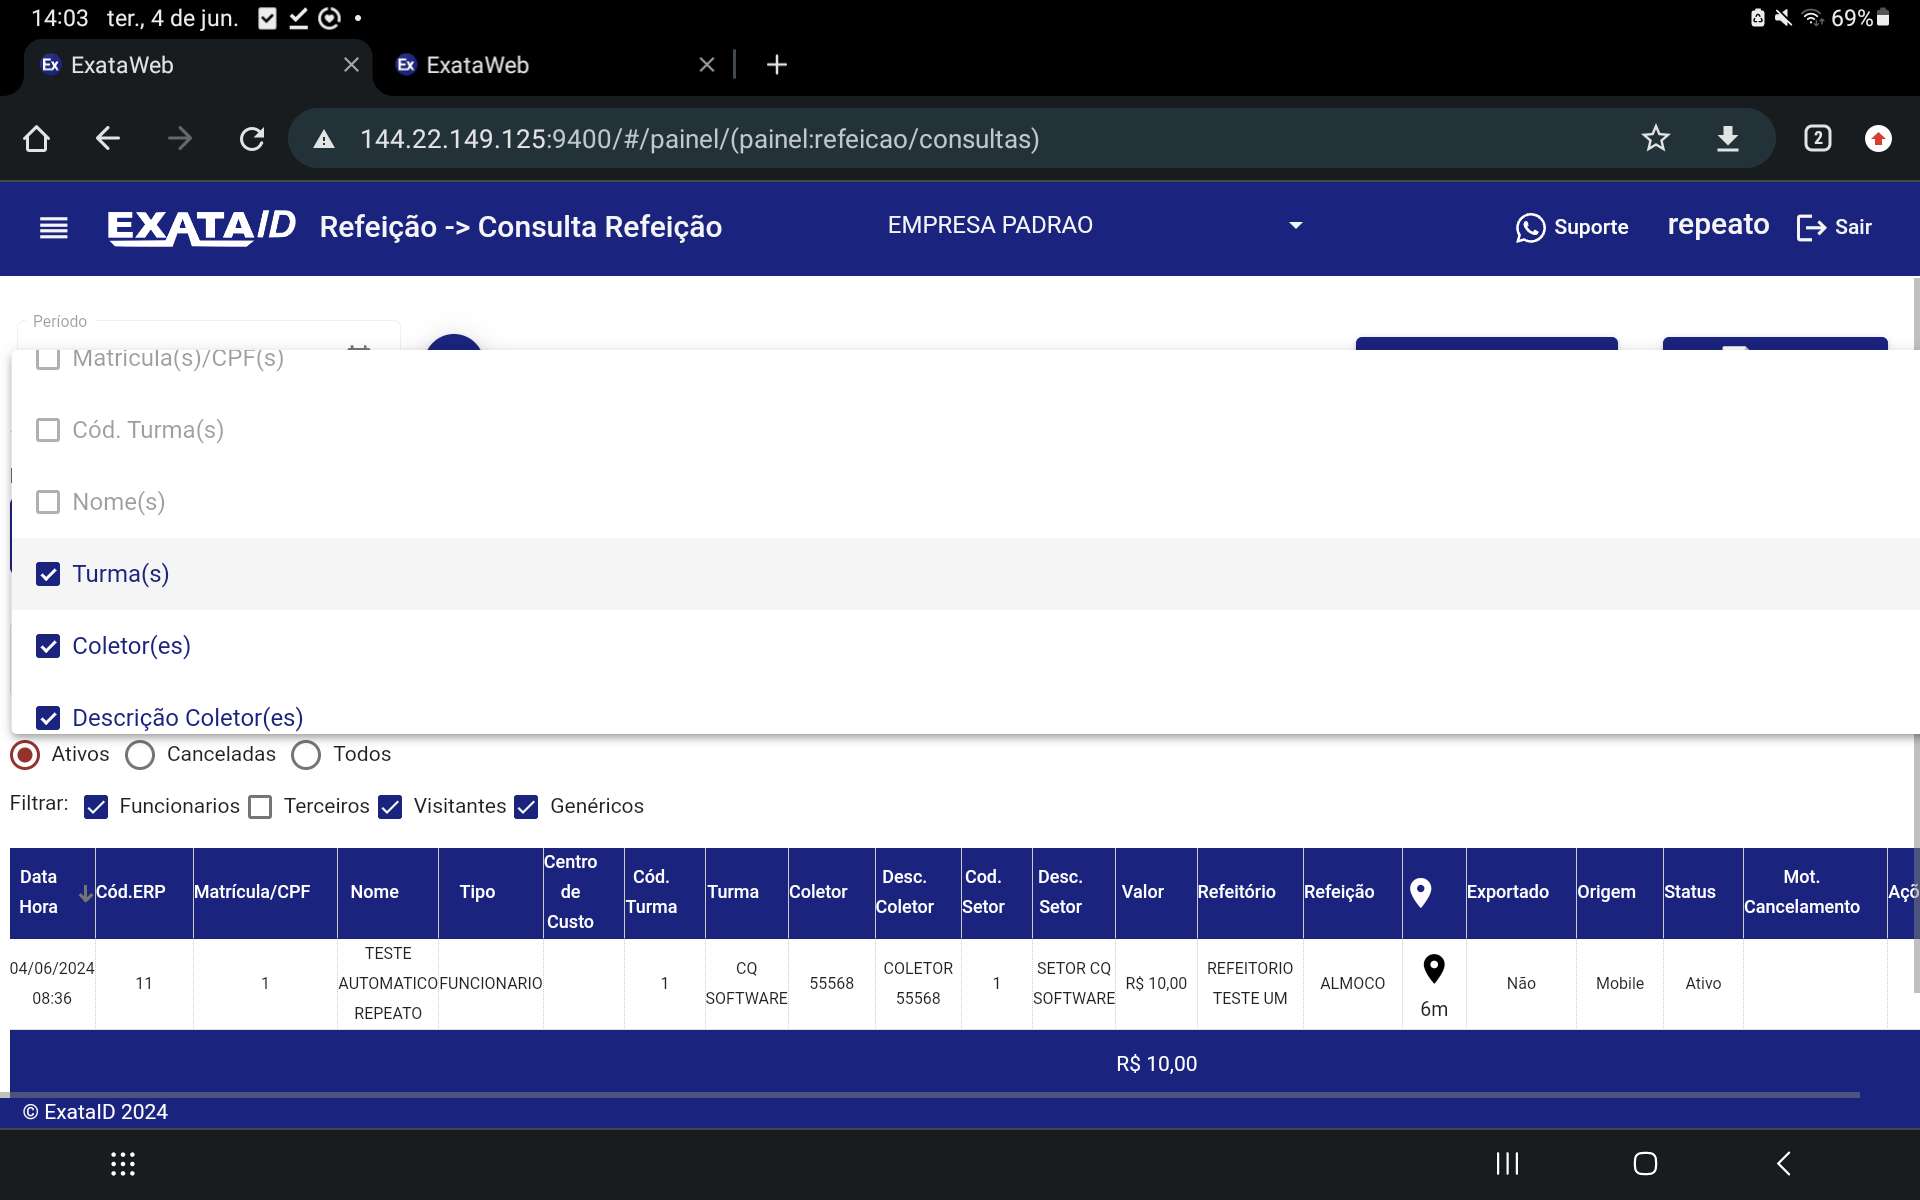 14:03 ter., 4 de jun.
69%
Ex ExataWeb
Ex ExataWeb
144.22.149.125:9400/#/painel/(painel:refeicao/consultas)
2
EXATAID Refeição -> Consulta Refeição EMPRESA PADRAO Suporte repeato Sair
Período
Matricula(s)/CPF(s)
Cód. Turma(s)
Nome(s)
Turma(s)
Coletor(es)
Descrição Coletor(es)
Ativos Canceladas Todos
Filtrar: Funcionarios Terceiros Visitantes Genéricos
Data Hora Cód.ERP Matrícula/CPF Nome Tipo Centro de Custo Cód. Turma Turma Coletor Desc. Coletor Cod. Setor Desc. Setor Valor Refeitório Refeição Exportado Origem Status Mot. Cancelamento Açõ
04/06/2024 08:36 11 1 TESTE AUTOMATICO REPEATO FUNCIONARIO 1 CQ SOFTWARE 55568 COLETOR 55568 1 SETOR CQ SOFTWARE R$ 10,00 REFEITORIO TESTE UM ALMOCO 6m Não Mobile Ativo
R$ 10,00
© ExataID 2024